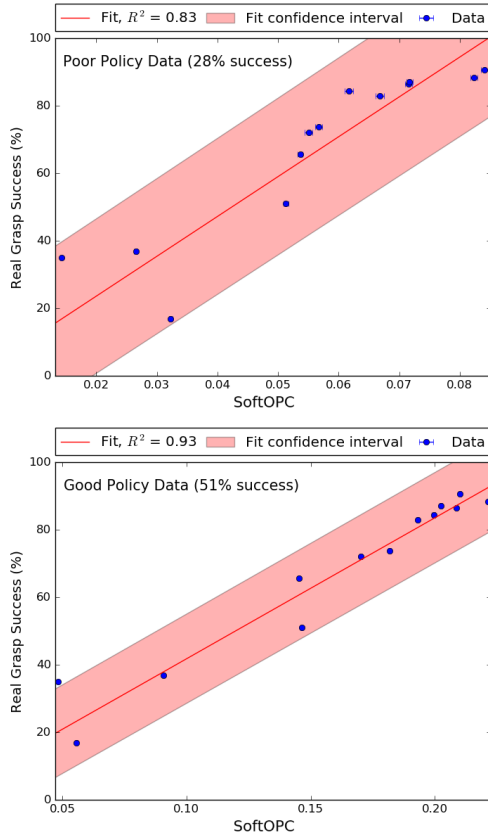 Fit, R² = 0.83 Fit confidence interval Data
100
Poor Policy Data (28% success)
80
60
40
20
0
Real Grasp Success (%)
0.02 0.03 0.04 0.05 0.06 0.07 0.08
SoftOPC
Fit, R² = 0.93 Fit confidence interval Data
100
Good Policy Data (51% success)
80
60
40
20
0
Real Grasp Success (%)
0.05 0.10 0.15 0.20
SoftOPC